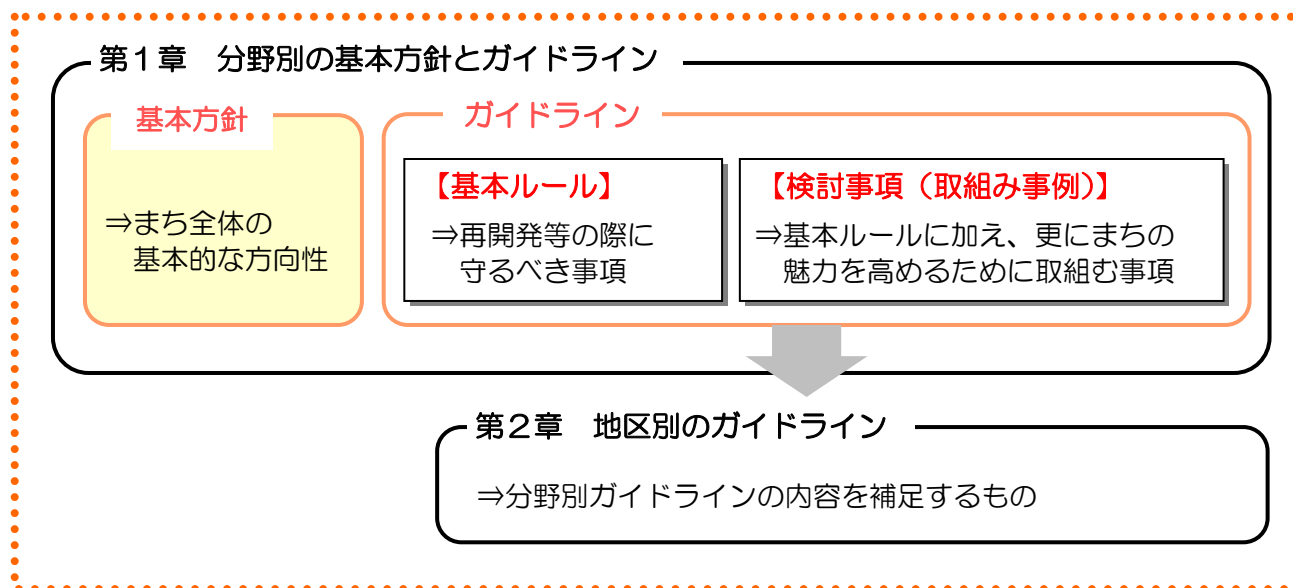 第1章　分野別の基本方針とガイドライン
基本方針
⇒まち全体の
基本的な方向性
ガイドライン
【基本ルール】
⇒再開発等の際に
守るべき事項
【検討事項（取組み事例）】
⇒基本ルールに加え、更にまちの
魅力を高めるために取組む事項
第2章　地区別のガイドライン
⇒分野別ガイドラインの内容を補足するもの